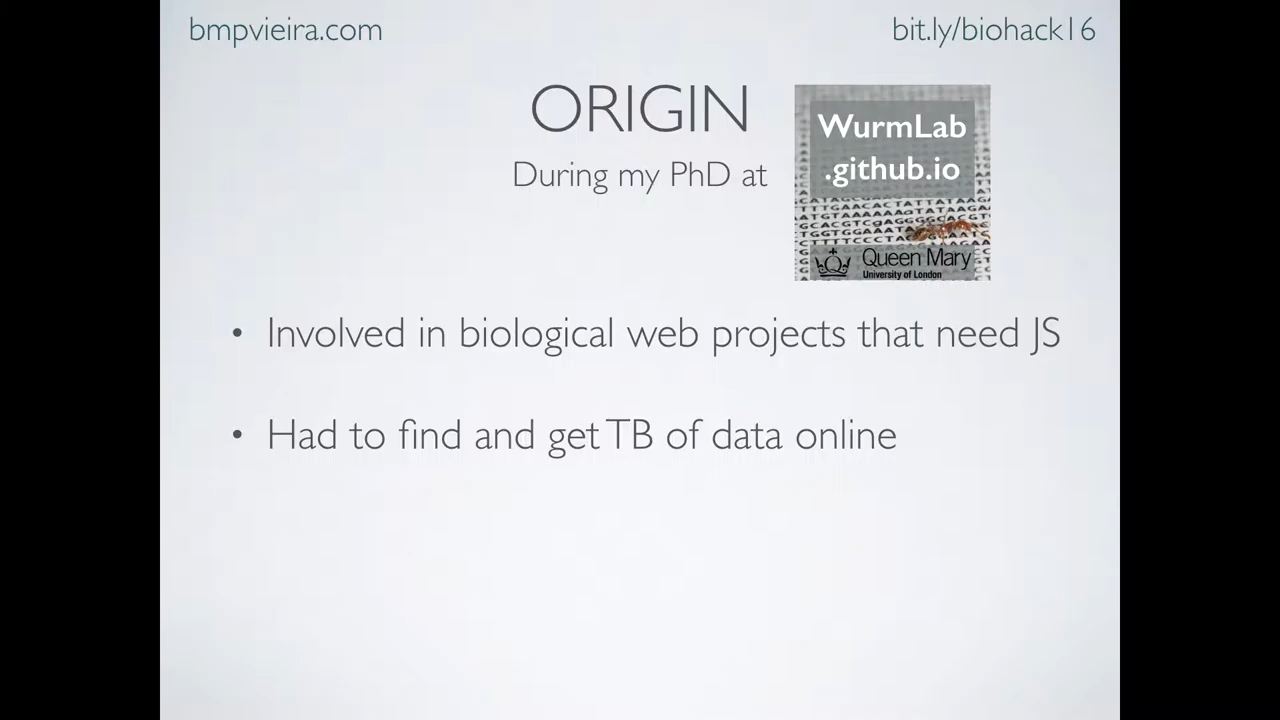 bmpvieira.com
bit.ly/biohack16
ORIGIN
During my PhD at
WurmLab
.github.io
Queen Mary
University of London
• Involved in biological web projects that need JS
• Had to find and get TB of data online